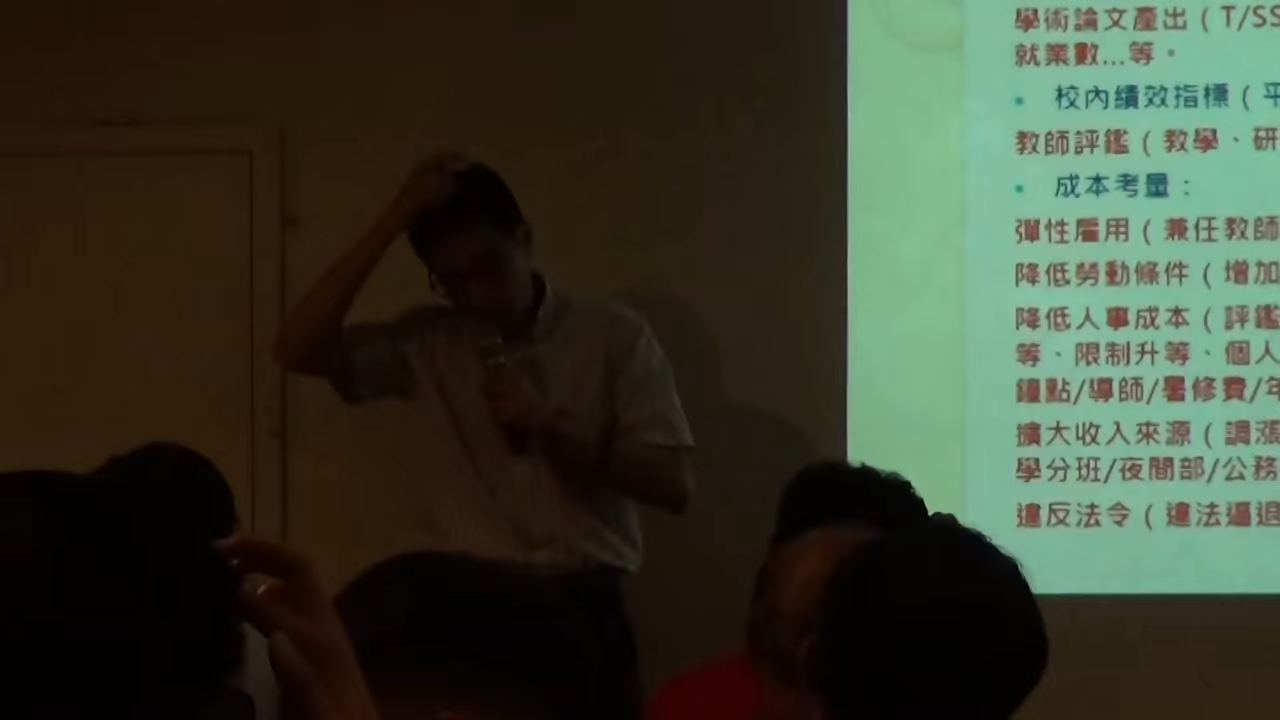 學術論文產出（T/SS
就業數...等。
• 校內績效指標（平
教師評鑑（教學、研
• 成本考量：
彈性雇用（兼任教師
降低勞動條件（增加
降低人事成本（評鑑
等、限制升等、個人
鐘點/導師/暑修費/年
擴大收入來源（調漲
學分班/夜間部/公務
違反法令（違法逼退